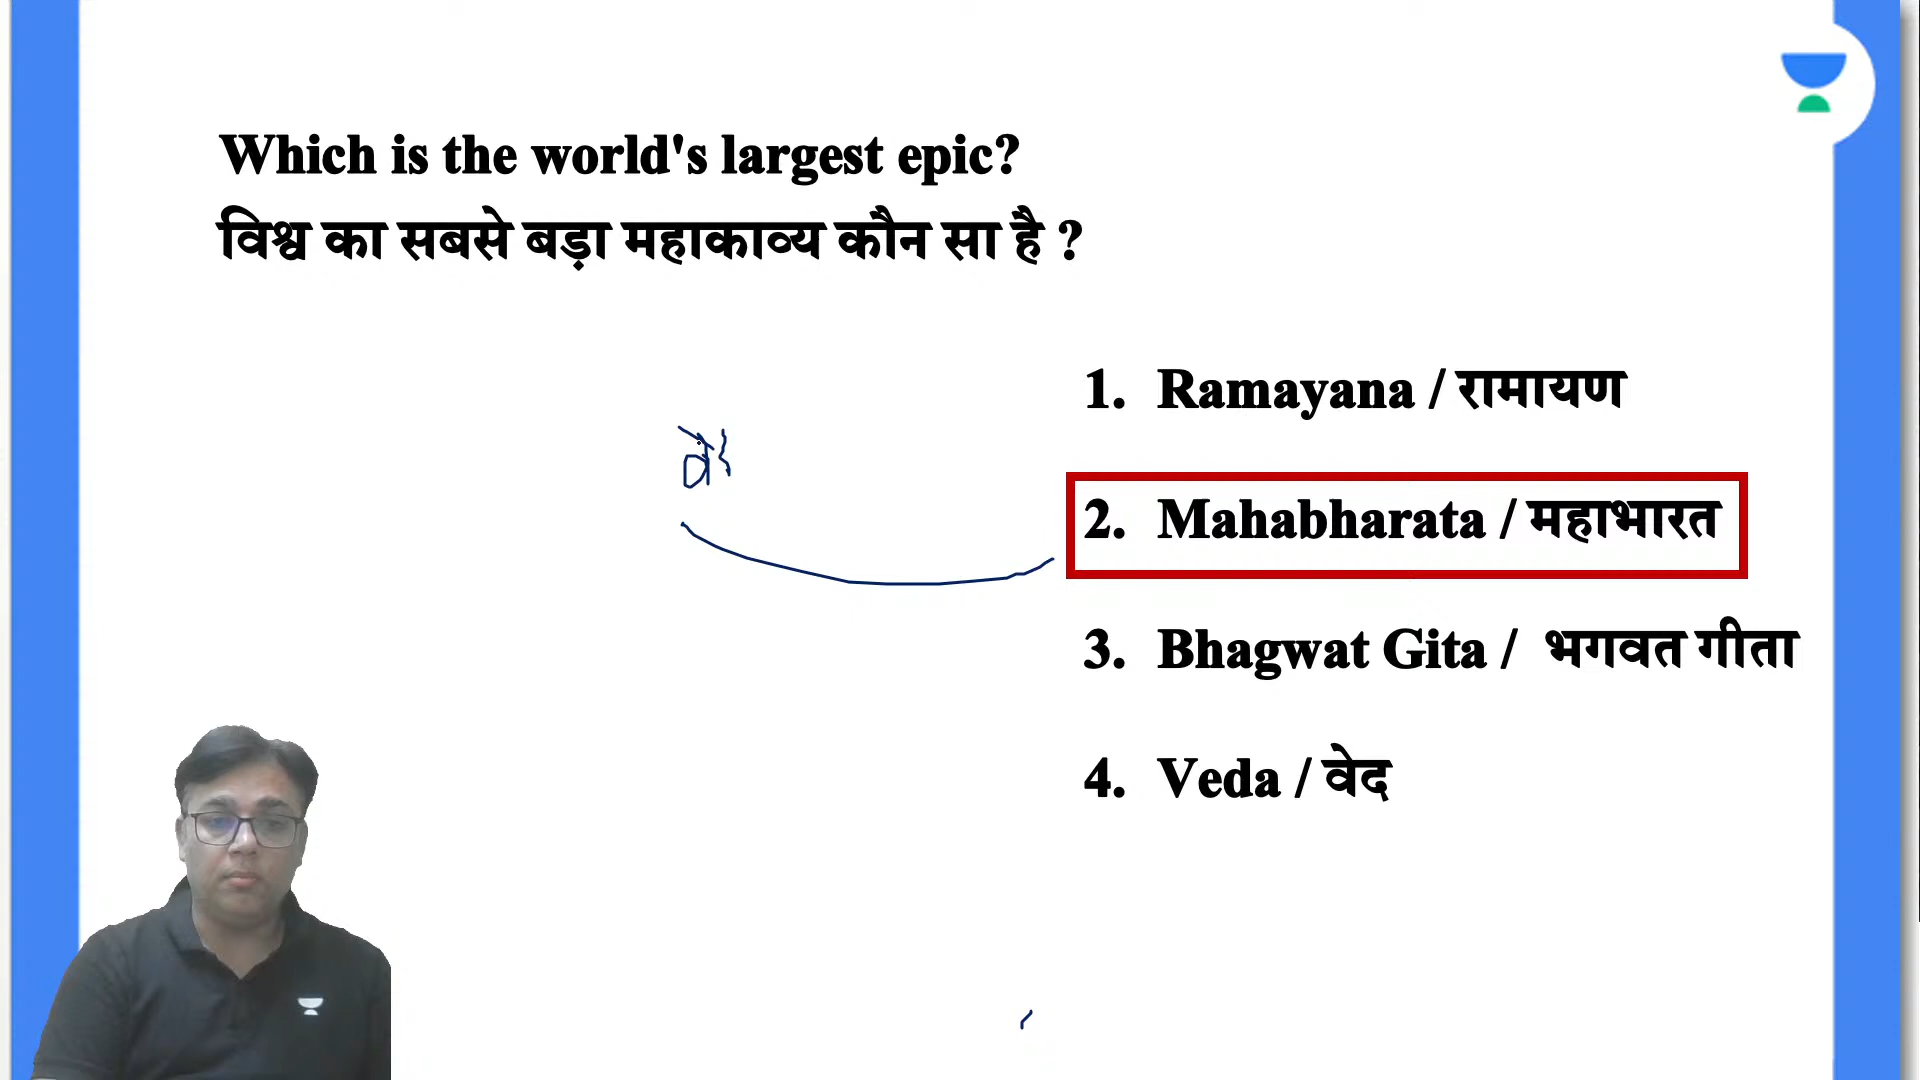 Which is the world's largest epic?
विश्व का सबसे बड़ा महाकाव्य कौन सा है ?
1. Ramayana / रामायण
2. Mahabharata / महाभारत
3. Bhagwat Gita / भगवत गीता
4. Veda / वेद